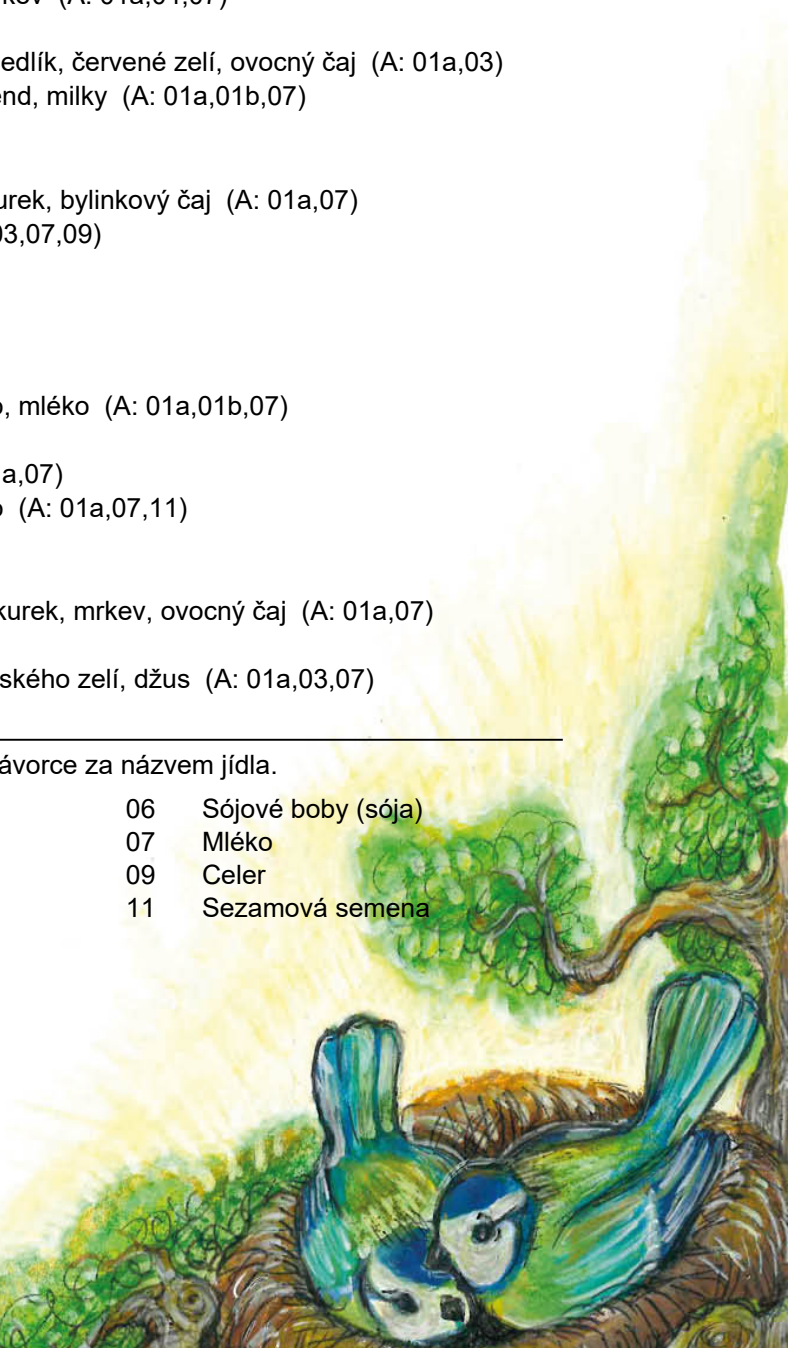 (A: 01a,04,07)
edlík, červené zelí, ovocný čaj (A: 01a,03)
end, milky (A: 01a,01b,07)
urek, bylinkový čaj (A: 01a,07)
03,07,09)
o, mléko (A: 01a,01b,07)
a,07)
o (A: 01a,07,11)
kurek, mrkev, ovocný čaj (A: 01a,07)
ského zelí, džus (A: 01a,03,07)
ávorce za názvem jídla.
06 Sójové boby (sója)
07 Mléko
09 Celer
11 Sezamová semena